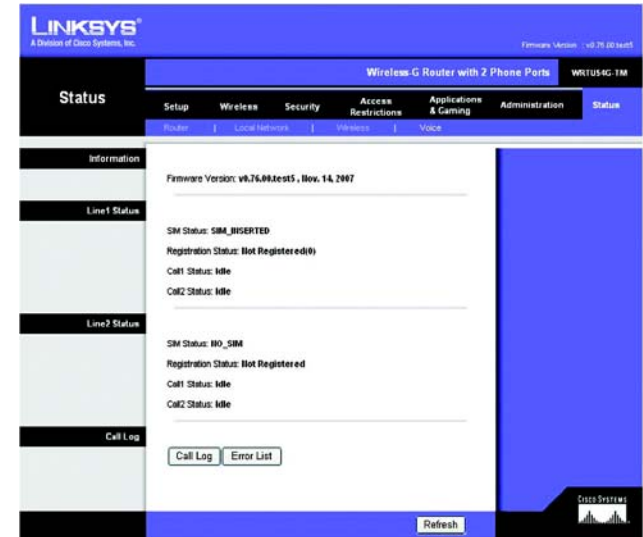 LINKSYS®
A Division of Cisco Systems, Inc.
Firmware Version : v0.76.00.test5
Wireless-G Router with 2 Phone Ports WRTU54G-TM
Status
Setup Wireless Security Access Restrictions Applications & Gaming Administration Status
Router | Local Network | Wireless | Voice
Information
Firmware Version: v0.76.00.test5 , Nov. 14, 2007
Line1 Status
SIM Status: SIM_INSERTED
Registration Status: Not Registered(0)
Call1 Status: Idle
Call2 Status: Idle
Line2 Status
SIM Status: NO_SIM
Registration Status: Not Registered
Call1 Status: Idle
Call2 Status: Idle
Call Log
Call Log Error List
Refresh
CISCO SYSTEMS